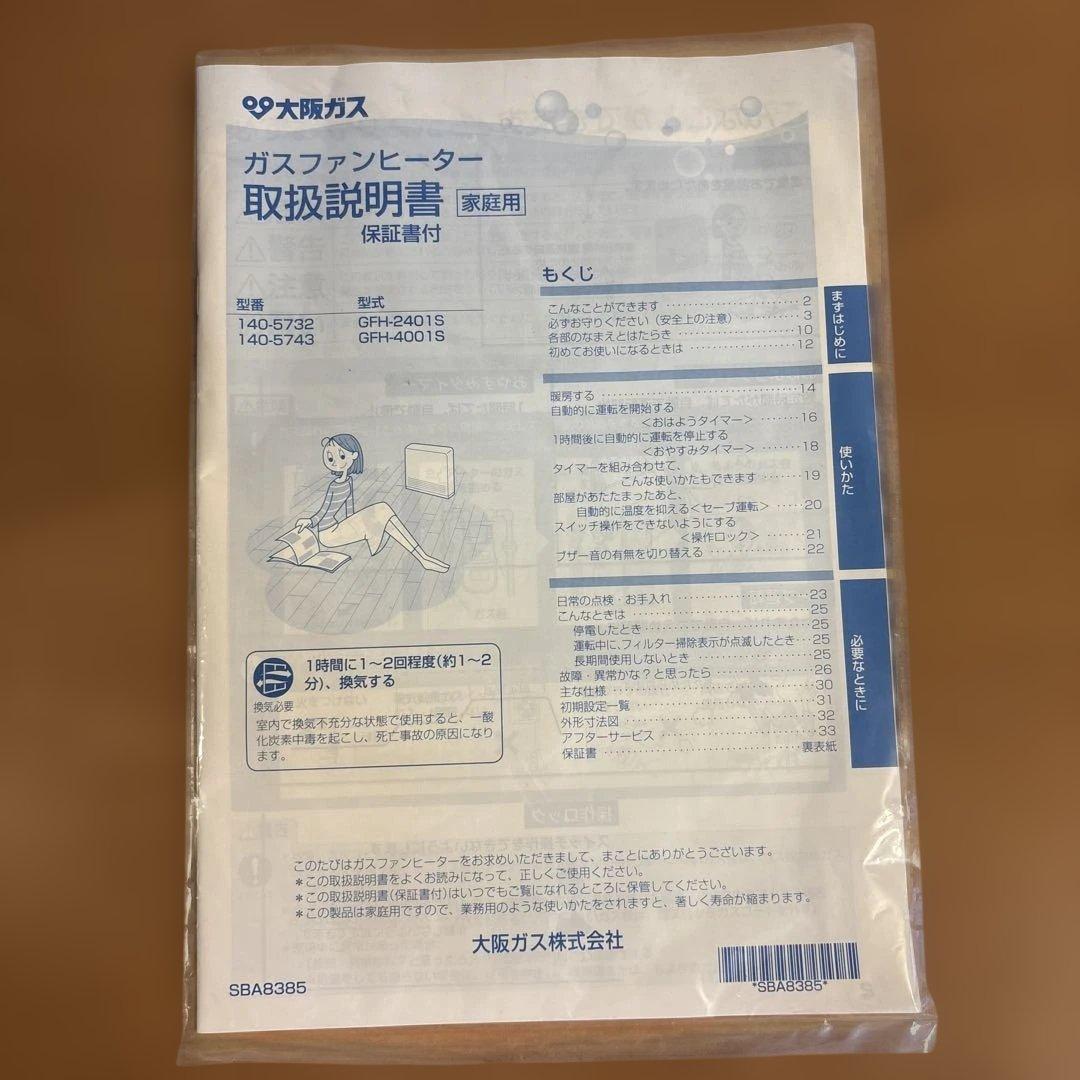 大阪ガス
ガスファンヒーター
取扱説明書 家庭用
保証書付
型番 型式
140-5732 GFH-2401S
140-5743 GFH-4001S
1時間に1〜2回程度(約1〜2
分)、換気する
換気必要
室内で換気不充分な状態で使用すると、一酸
化炭素中毒を起こし、死亡事故の原因になり
ます。
もくじ
こんなことができます ………… 2
必ずお守りください(安全上の注意) ………… 3
各部のなまえとはたらき ………… 10
初めてお使いになるときは ………… 12
まずはじめに
暖房する ………… 14
自動的に運転を開始する
<おはようタイマー> ……… 16
1時間後に自動的に運転を停止する
<おやすみタイマー> ……… 18
タイマーを組み合わせて、
こんな使いかたもできます ……… 19
部屋があたたまったあと、
自動的に温度を抑える<セーブ運転> …… 20
スイッチ操作をできないようにする
<操作ロック> ……… 21
ブザー音の有無を切り替える ………… 22
使いかた
日常の点検・お手入れ ………… 23
こんなときは ………… 25
停電したとき ………… 25
運転中に、フィルター掃除表示が点滅したとき … 25
長期間使用しないとき ………… 25
故障・異常かな?と思ったら ………… 26
主な仕様 ………… 30
初期設定一覧 ………… 31
外形寸法図 ………… 32
アフターサービス ………… 33
保証書 ………… 裏表紙
必要なときに
このたびはガスファンヒーターをお求めいただきまして、まことにありがとうございます。
*この取扱説明書をよくお読みになって、正しくご使用ください。
*この取扱説明書(保証書付)はいつでもご覧になれるところに保管してください。
*この製品は家庭用ですので、業務用のような使いかたをされますと、著しく寿命が縮まります。
大阪ガス株式会社
SBA8385
*SBA8385*